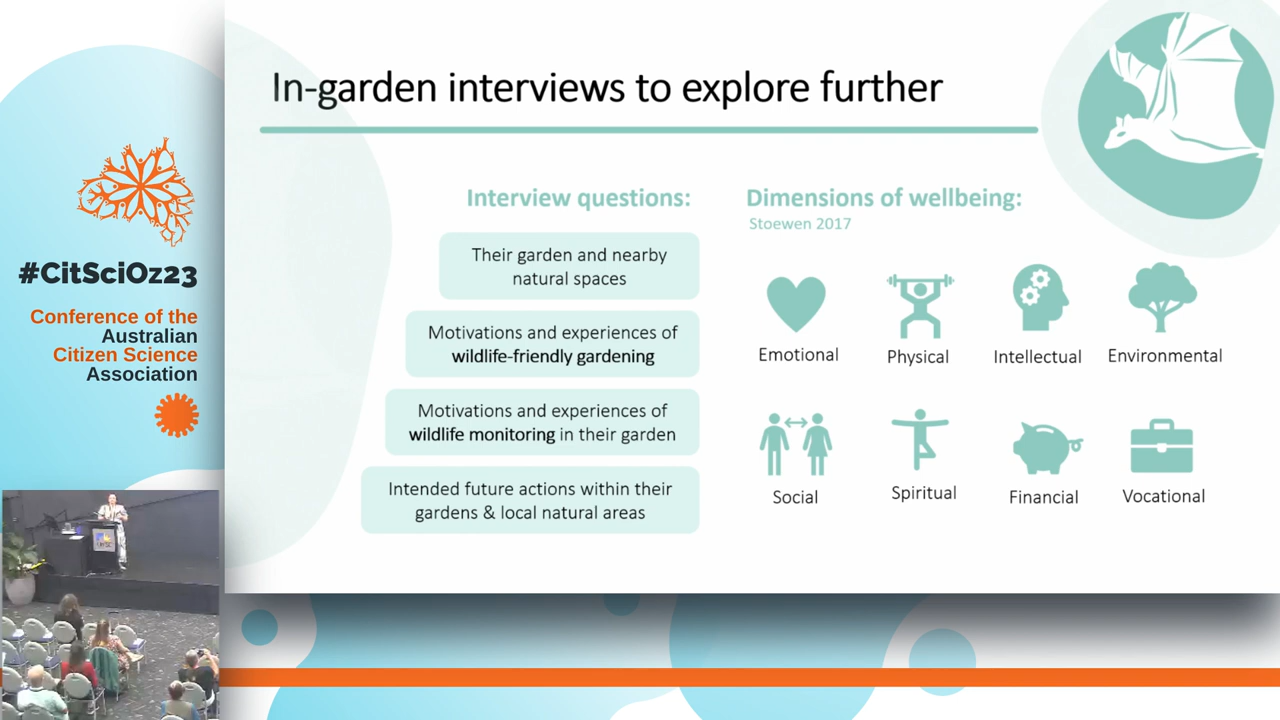 In-garden interviews to explore further
#CitSciOz23
Conference of the
Australian
Citizen Science
Association
Interview questions:
Their garden and nearby
natural spaces
Motivations and experiences of
wildlife-friendly gardening
Motivations and experiences of
wildlife monitoring in their garden
Intended future actions within their
gardens & local natural areas
Dimensions of wellbeing:
Stoewen 2017
Emotional
Physical
Intellectual
Environmental
Social
Spiritual
Financial
Vocational